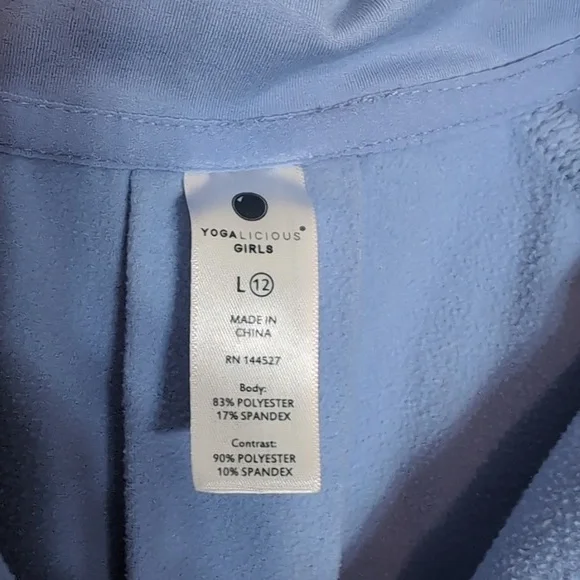 YOGALICIOUS®
GIRLS
L 12
MADE IN
CHINA
RN 144527
Body:
83% POLYESTER
17% SPANDEX
Contrast:
90% POLYESTER
10% SPANDEX